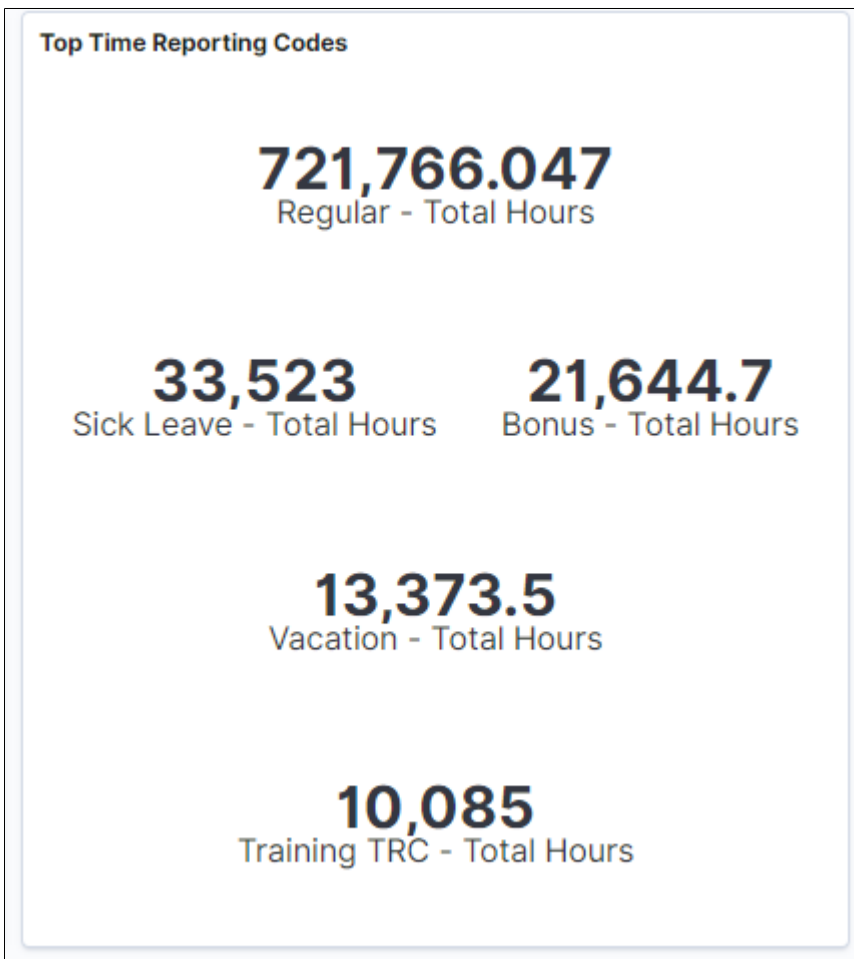 Top Time Reporting Codes
721,766.047
Regular - Total Hours
33,523
Sick Leave - Total Hours
21,644.7
Bonus - Total Hours
13,373.5
Vacation - Total Hours
10,085
Training TRC - Total Hours